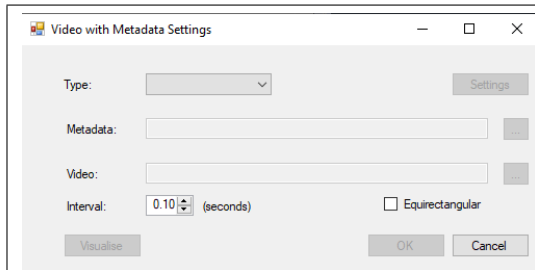 Video with Metadata Settings
Type: Settings
Metadata: ...
Video: ...
Interval: 0.10 (seconds) Equirectangular
Visualise OK Cancel